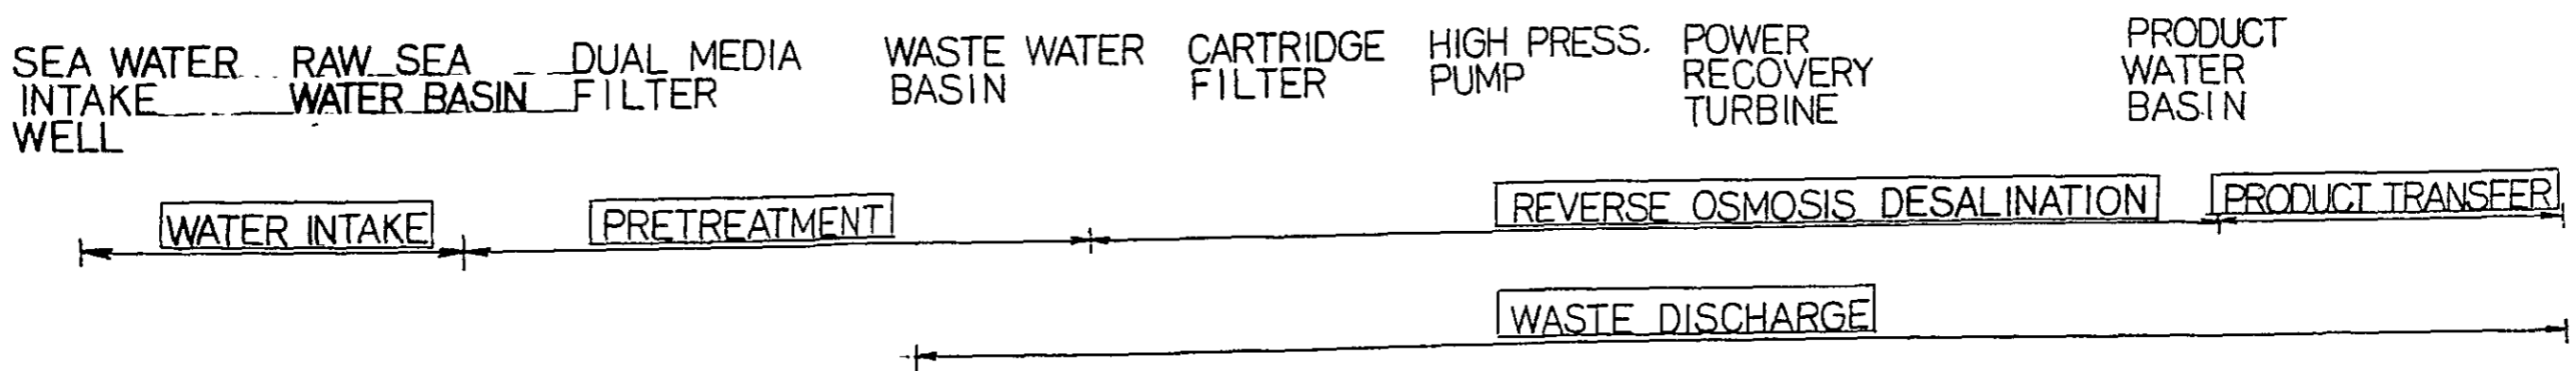 SEA WATER
INTAKE
WELL
RAW SEA
WATER BASIN
DUAL MEDIA
FILTER
WASTE WATER
BASIN
CARTRIDGE
FILTER
HIGH PRESS.
PUMP
POWER
RECOVERY
TURBINE
PRODUCT
WATER
BASIN
WATER INTAKE
PRETREATMENT
REVERSE OSMOSIS DESALINATION
PRODUCT TRANSFER
WASTE DISCHARGE